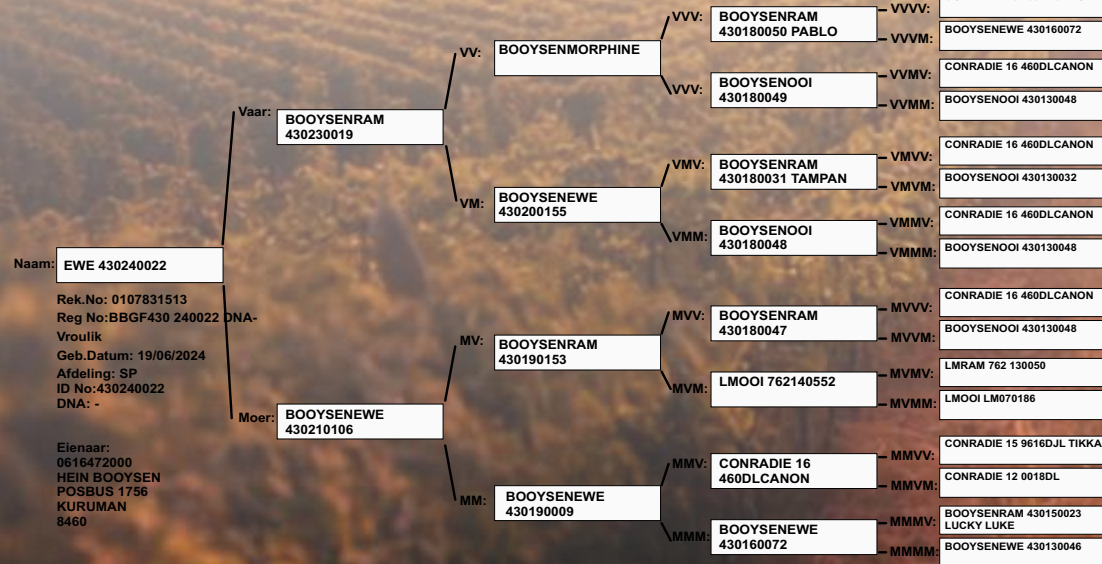 VVV:
BOOYSENRAM
430180050 PABLO
VVVV:
VVVM:
BOOYSENEWE 430160072
VV:
BOOYSENMORPHINE
VVV:
BOOYSENOOI
430180049
VVMV:
CONRADIE 16 460DLCANON
VVMM:
BOOYSENOOI 430130048
Vaar:
BOOYSENRAM
430230019
VM:
BOOYSENEWE
430200155
VMV:
BOOYSENRAM
430180031 TAMPAN
VMVV:
CONRADIE 16 460DLCANON
VMVM:
BOOYSENOOI 430130032
VMM:
BOOYSENOOI
430180048
VMMV:
CONRADIE 16 460DLCANON
VMMM:
BOOYSENOOI 430130048
Naam:
EWE 430240022
Rek.No: 0107831513
Reg No:BBGF430 240022 DNA-
Vroulik
Geb.Datum: 19/06/2024
Afdeling: SP
ID No:430240022
DNA: -
Eienaar:
0616472000
HEIN BOOYSEN
POSBUS 1756
KURUMAN
8460
Moer:
BOOYSENEWE
430210106
MV:
BOOYSENRAM
430190153
MVV:
BOOYSENRAM
430180047
MVVV:
CONRADIE 16 460DLCANON
MVVM:
BOOYSENOOI 430130048
MVM:
LMOOI 762140552
MVMV:
LMRAM 762 130050
MVMM:
LMOOI LM070186
MM:
BOOYSENEWE
430190009
MMV:
CONRADIE 16
460DLCANON
MMVV:
CONRADIE 15 9616DJL TIKKA
MMVM:
CONRADIE 12 0018DL
MMM:
BOOYSENEWE
430160072
MMMV:
BOOYSENRAM 430150023
LUCKY LUKE
MMMM:
BOOYSENEWE 430130046